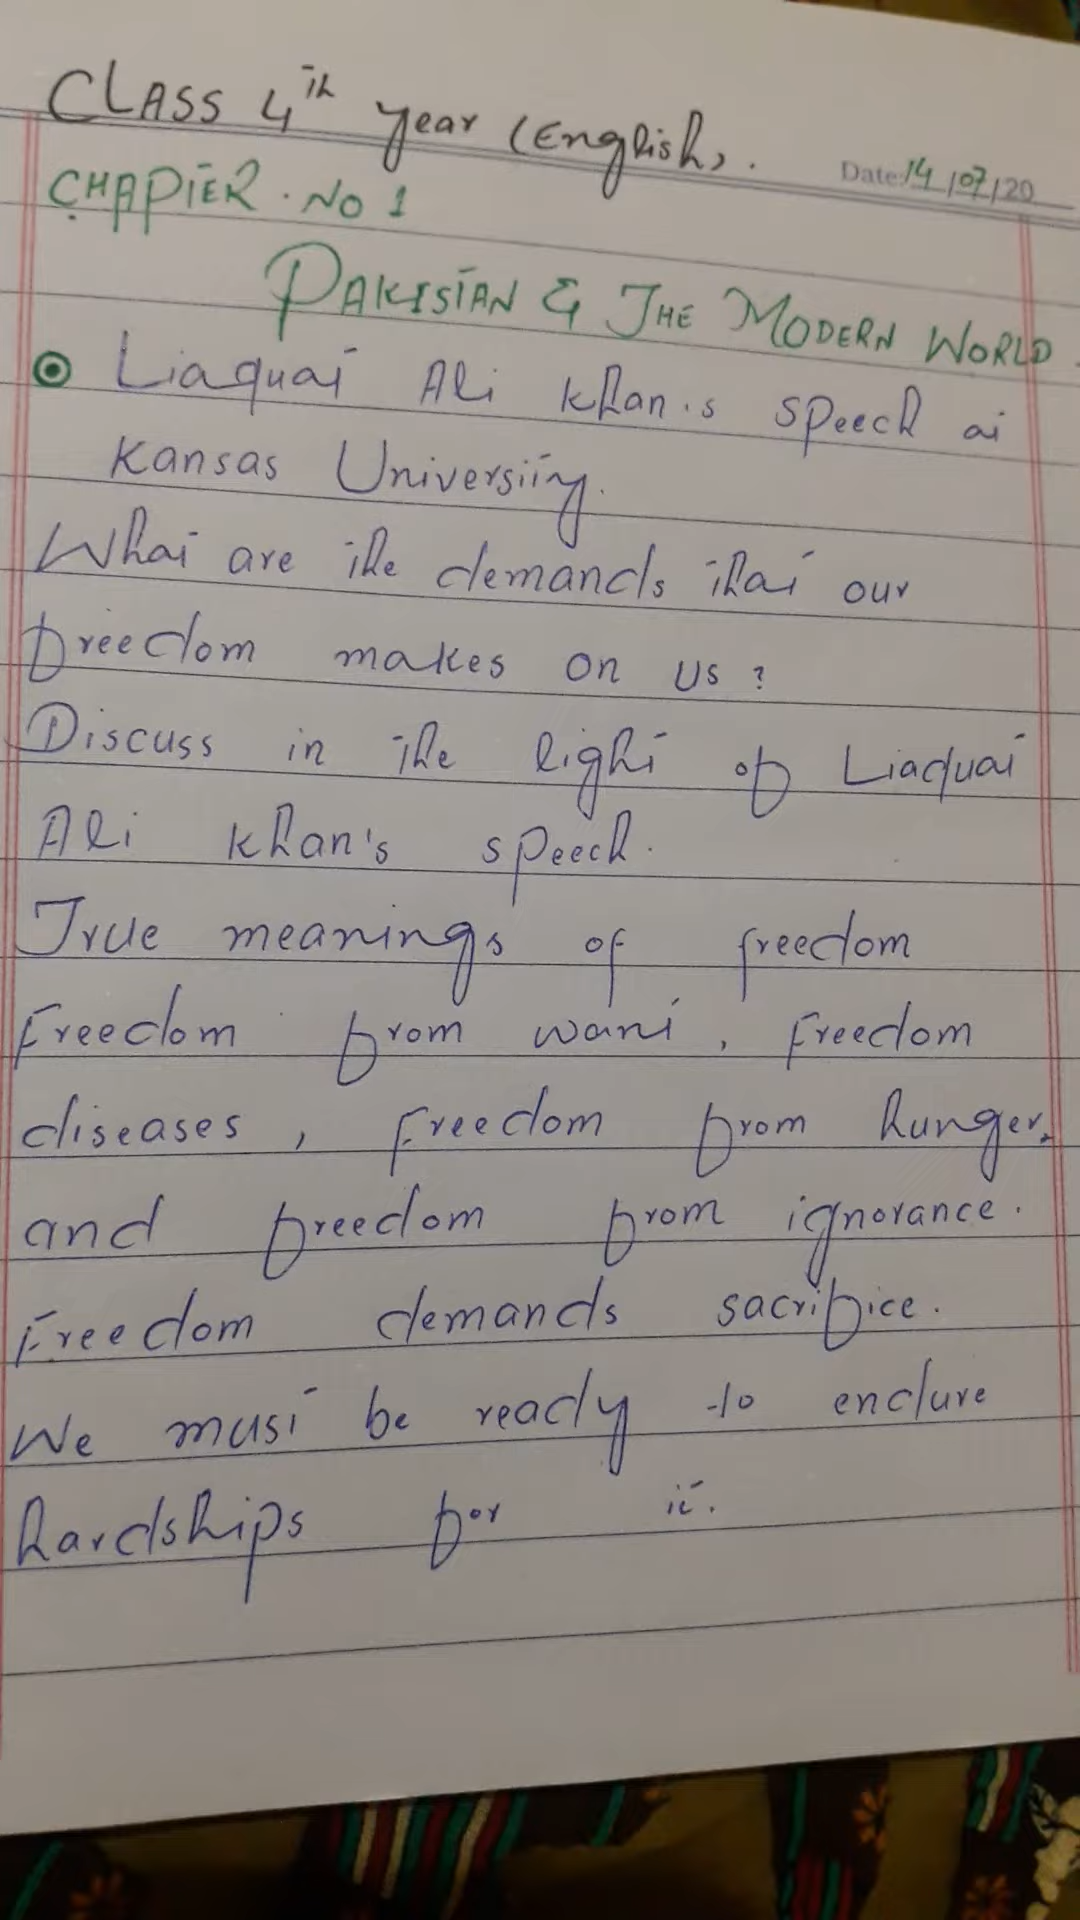 CLASS 4th year (English).
Date: 14/07/20
CHAPTER. NO 1
PAKISTAN & THE MODERN WORLD.
Liaquat Ali khan.s speech at
Kansas University.
What are the demands that our
freedom makes on us?
Discuss in the light of Liaquat
Ali khan's speech.
True meanings of freedom
Freedom from want, Freedom
diseases, freedom from hunger,
and freedom from ignorance.
Freedom demands sacrifice.
We must be ready to endure
hardships for it.